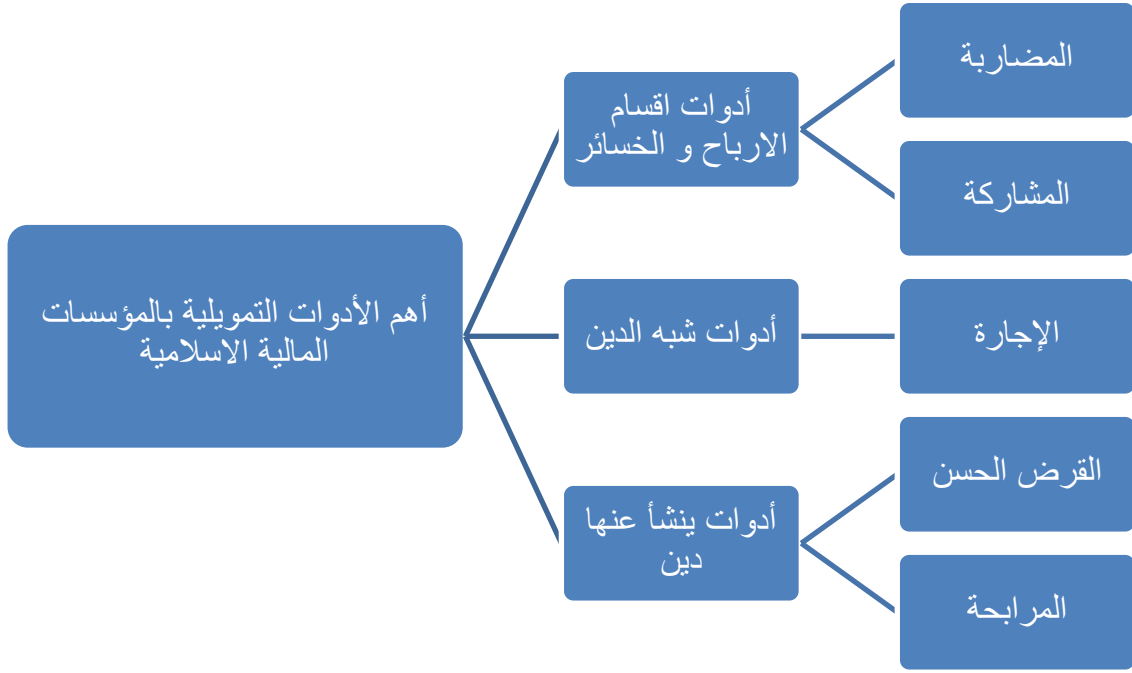 أهم الأدوات التمويلية بالمؤسسات
المالية الاسلامية
أدوات اقسام
الارباح و الخسائر
المضاربة
المشاركة
أدوات شبه الدين
الإجارة
أدوات ينشأ عنها
دين
القرض الحسن
المرابحة